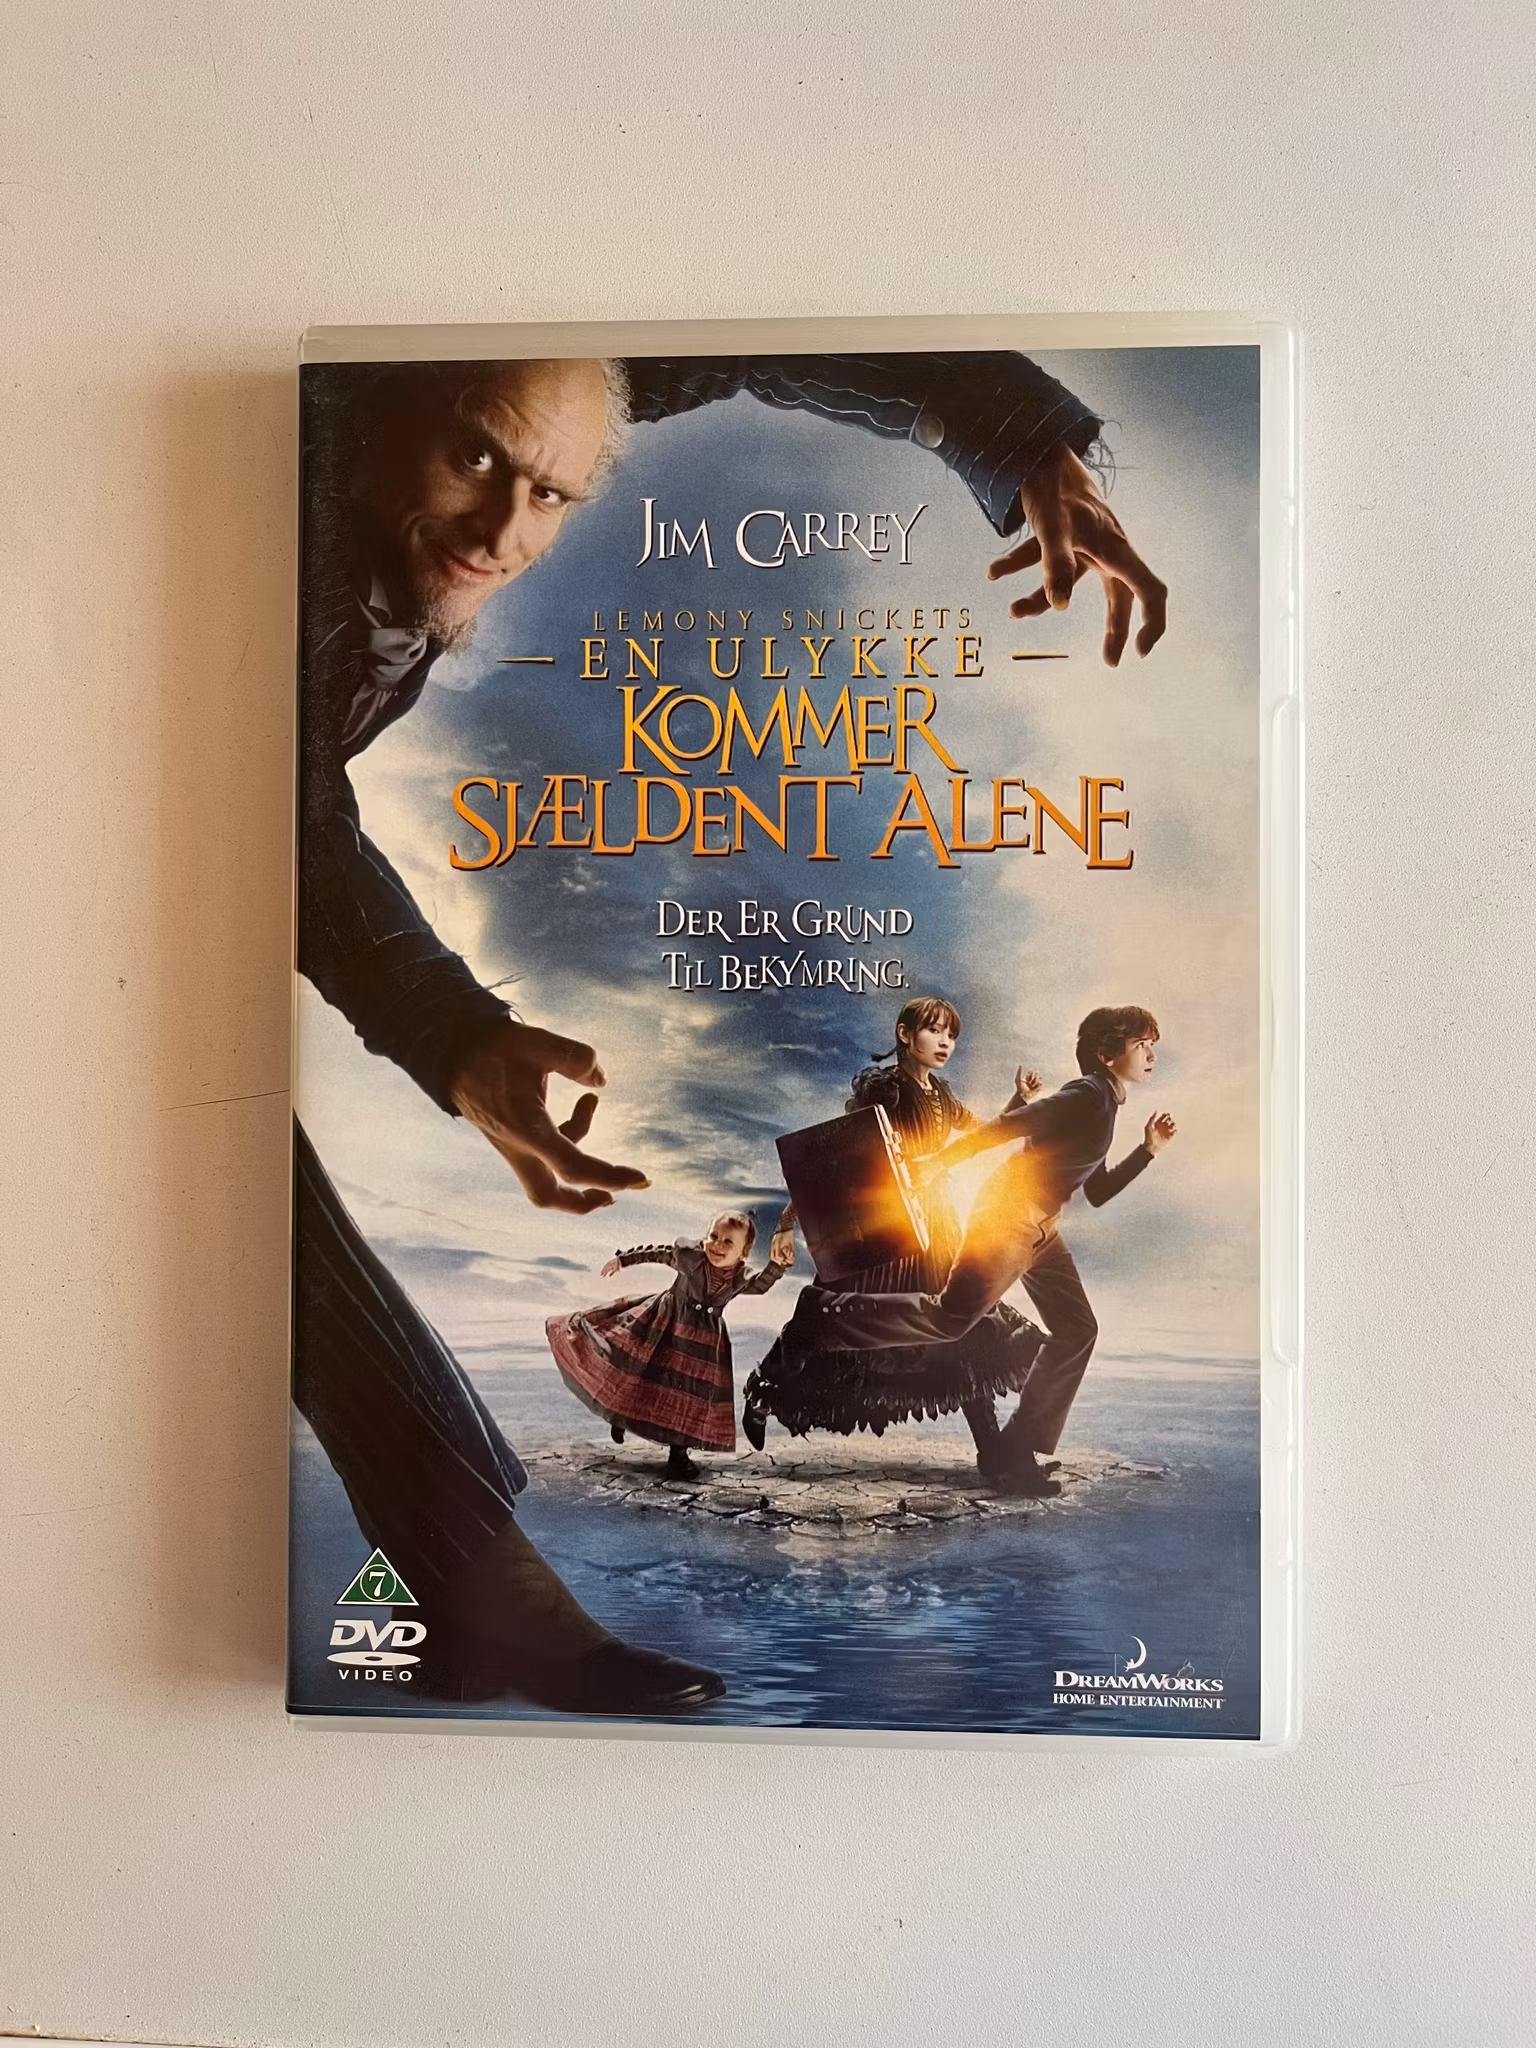 JIM CARREY
LEMONY SNICKETS
EN ULYKKE
KOMMER
SJÆLDENT ALENE
DER ER GRUND
TIL BEKYMRING.
7
DVD
VIDEO
DREAMWORKS
HOME ENTERTAINMENT